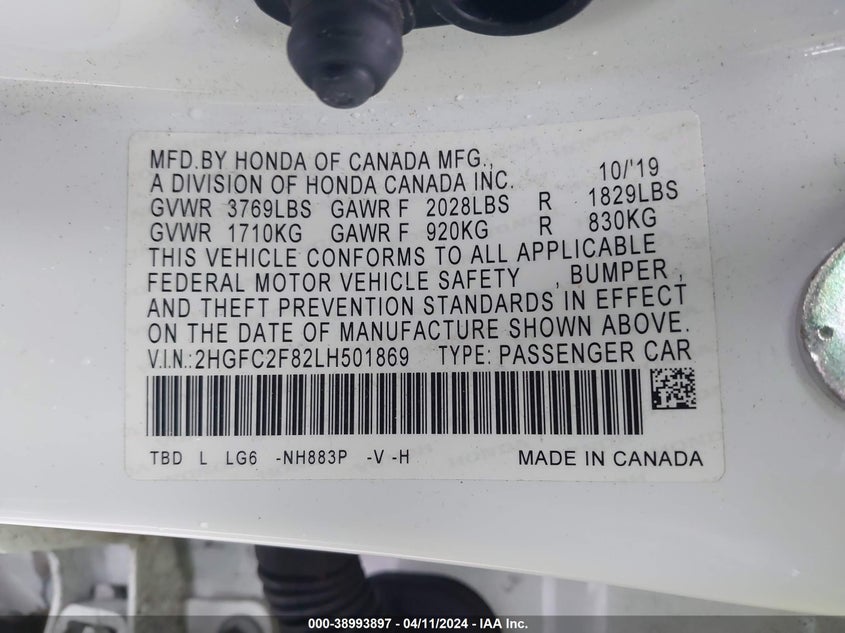 MFD.BY HONDA OF CANADA MFG., 10/'19
A DIVISION OF HONDA CANADA INC.
GVWR 3769LBS GAWR F 2028LBS R 1829LBS
GVWR 1710KG GAWR F 920KG R 830KG
THIS VEHICLE CONFORMS TO ALL APPLICABLE
FEDERAL MOTOR VEHICLE SAFETY , BUMPER ,
AND THEFT PREVENTION STANDARDS IN EFFECT
ON THE DATE OF MANUFACTURE SHOWN ABOVE.
V.I.N.:2HGFC2F82LH501869 TYPE: PASSENGER CAR
TBD L LG6 -NH883P -V -H MADE IN CANADA
000-38993897 / 04/11/2024 - IAA Inc.